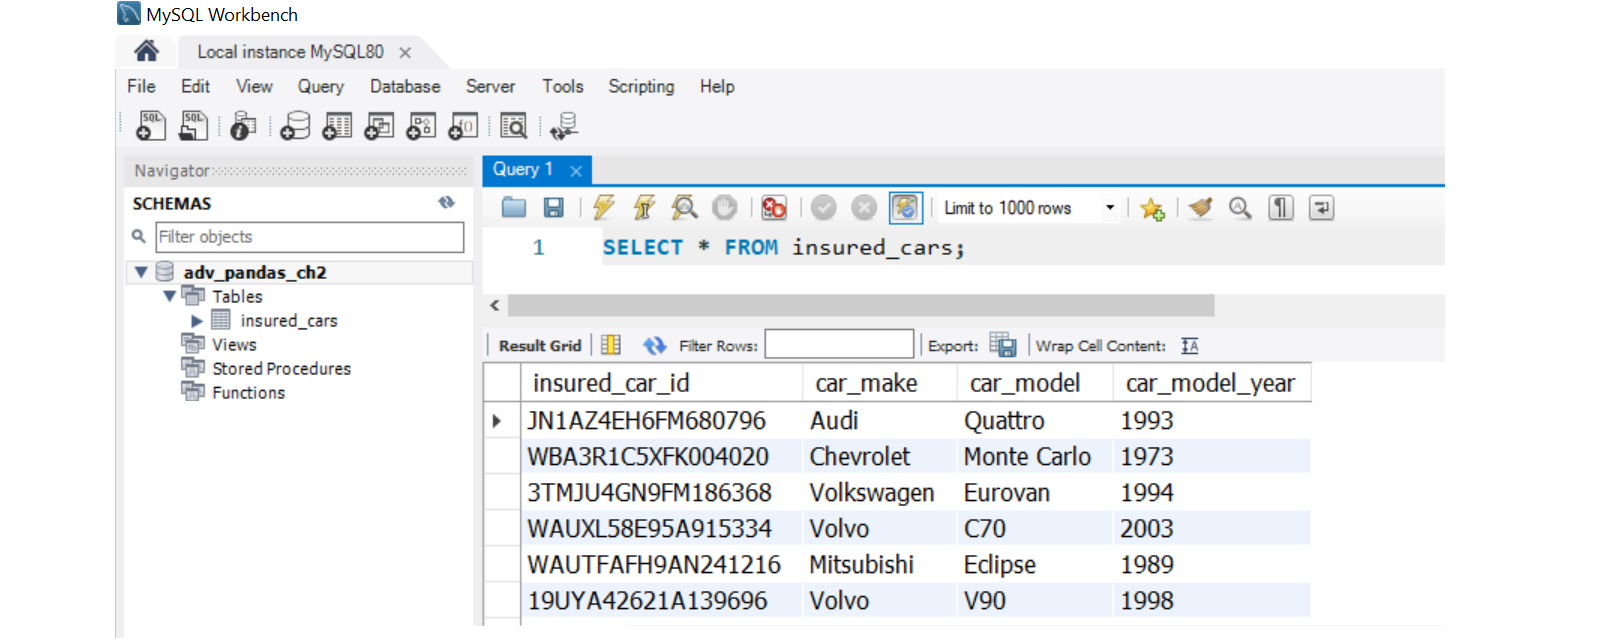 MySQL Workbench
Local instance MySQL80
File Edit View Query Database Server Tools Scripting Help
SQL SQL
Navigator
Query 1
SCHEMAS
Limit to 1000 rows
Filter objects
1 SELECT * FROM insured_cars;
adv_pandas_ch2
Tables
insured_cars
Views
Stored Procedures
Functions
Result Grid Filter Rows: Export: Wrap Cell Content:
insured_car_id car_make car_model car_model_year
JN1AZ4EH6FM680796 Audi Quattro 1993
WBA3R1C5XFK004020 Chevrolet Monte Carlo 1973
3TMJU4GN9FM186368 Volkswagen Eurovan 1994
WAUXL58E95A915334 Volvo C70 2003
WAUTFAFH9AN241216 Mitsubishi Eclipse 1989
19UYA42621A139696 Volvo V90 1998